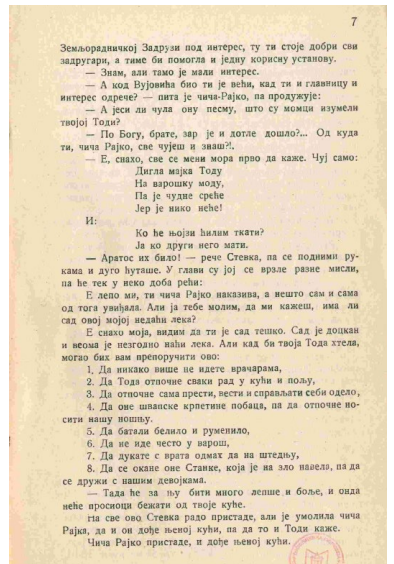 7
Земљорадничкој Задрузи под интерес, ту ти стоје добри сви
задругари, а тиме би помогла и једну корисну установу.
— Знам, али тамо је мали интерес.
— А код Вујовића био ти је већи, кад ти и главницу и
интерес одрече? — пита је чича-Рајко, па продужује:
— А јеси ли чула ону песму, што су момци изумели
твојој Тоди?
— По Богу, брате, зар је и дотле дошло?... Од куда
ти, чича Рајко, све чујеш и знаш?!.
— Е, снахо, све се мени мора прво да каже. Чуј само:
Дигла мајка Тоду
На варошку моду,
Па је чудне среће
Јер је нико неће!
И:
Ко ће њојзи ћилим ткати?
Ја ко други него мати.
— Аратос их било! — рече Стевка, па се подними ру-
кама и дуго ћуташе. У глави су јој се врзле разне мисли,
па ће тек у неко доба рећи:
Е лепо ми, ти чича Рајко наказива, а нешто сам и сама
од тога увиђала. Али ја тебе молим, да ми кажеш, има ли
сад овој мојој недаћи лека?
Е снахо моја, видим да ти је сад тешко. Сад је доцкан
и веома је незгодно наћи лека. Али кад би твоја Тода хтела,
могао бих вам препоручити ово:
1. Да никако више не идете врачарама,
2. Да Тода отпочне сваки рад у кући и пољу,
3. Да отпочне сама прести, вести и справљати себи одело,
4. Да оне швапске крпетине побаца, па да отпочне но-
сити нашу ношњу.
5. Да батали белило и руменило,
6. Да не иде често у варош,
7. Да дукате с врата одмах да на штедњу,
8. Да се окане оне Станке, која је на зло навела, па да
се дружи с нашим девојкама.
— Тада ће за њу бити много лепше и боље, и онда
неће просиоци бежати од твоје куће.
На све ово Стевка радо пристаде, али је умолила чича
Рајка, да и он дође њеној кући, па да то и Тоди каже.
Чича Рајко пристаде, и дође њеној кући.